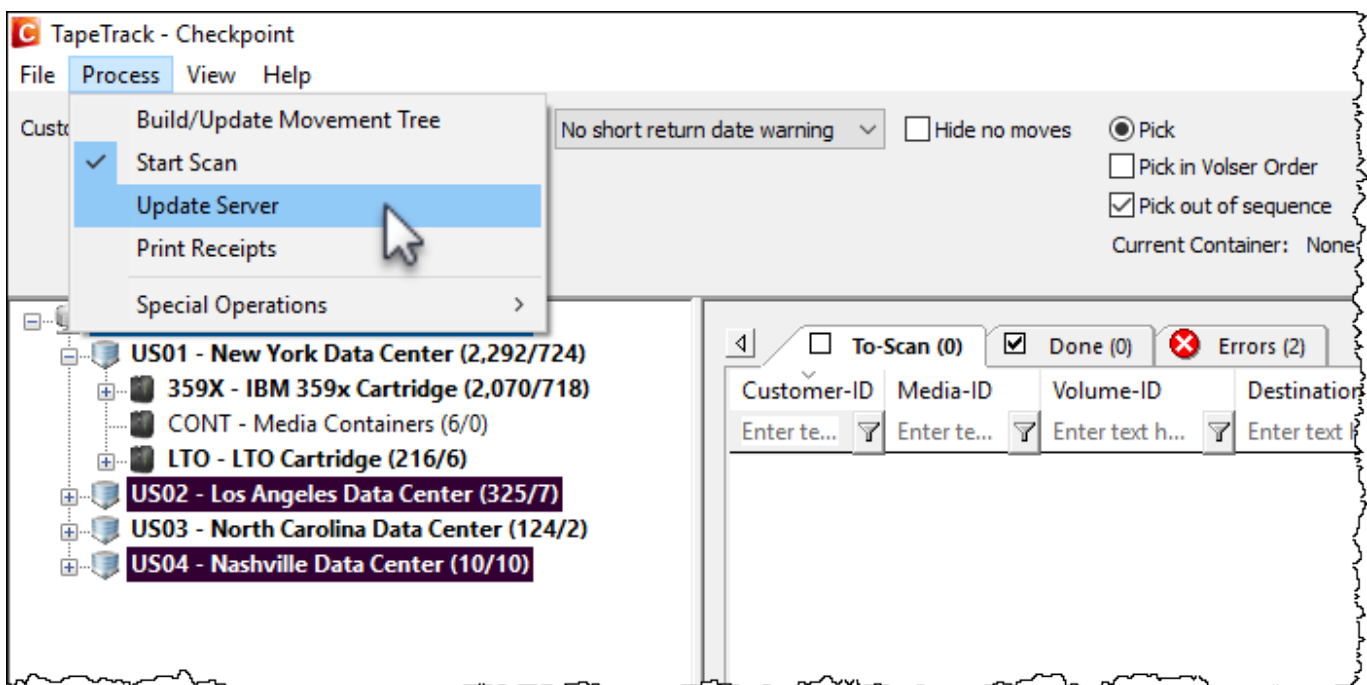 TapeTrack - Checkpoint
File Process View Help
Build/Update Movement Tree
Start Scan
Update Server
Print Receipts
Special Operations
No short return date warning
Hide no moves
Pick
Pick in Volser Order
Pick out of sequence
Current Container: None
US01 - New York Data Center (2,292/724)
359X - IBM 359x Cartridge (2,070/718)
CONT - Media Containers (6/0)
LTO - LTO Cartridge (216/6)
US02 - Los Angeles Data Center (325/7)
US03 - North Carolina Data Center (124/2)
US04 - Nashville Data Center (10/10)
To-Scan (0) Done (0) Errors (2)
Customer-ID Media-ID Volume-ID Destination
Enter te... Enter te... Enter text h... Enter text